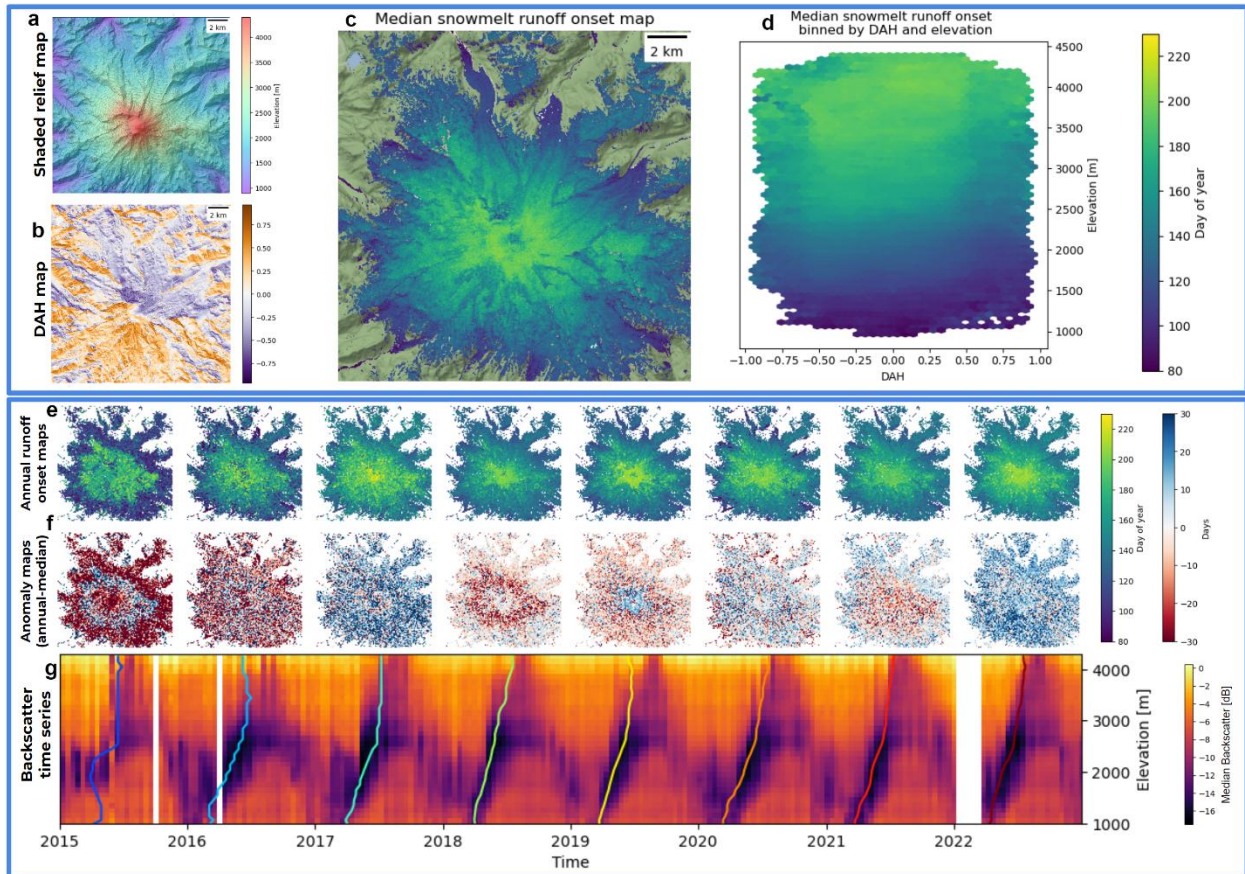 a
2 km
4000
3500
3000
2500
2000
1500
1000
Elevation [m]
Shaded relief map
b
2 km
0.75
0.50
0.25
0.00
−0.25
−0.50
−0.75
DAH map
c
Median snowmelt runoff onset map
2 km
d
Median snowmelt runoff onset
binned by DAH and elevation
4500
4000
3500
3000
2500
2000
1500
1000
Elevation [m]
−1.00 −0.75 −0.50 −0.25 0.00 0.25 0.50 0.75 1.00
DAH
220
200
180
160
140
120
100
80
Day of year
e
Annual runoff
onset maps
f
Anomaly maps
(annual-median)
220
200
180
160
140
120
100
80
Day of year
30
20
10
0
−10
−20
−30
Days
g
Backscatter
time series
4000
3000
2000
1000
Elevation [m]
2015 2016 2017 2018 2019 2020 2021 2022
Time
0
−2
−4
−6
−8
−10
−12
−14
−16
Median Backscatter [dB]